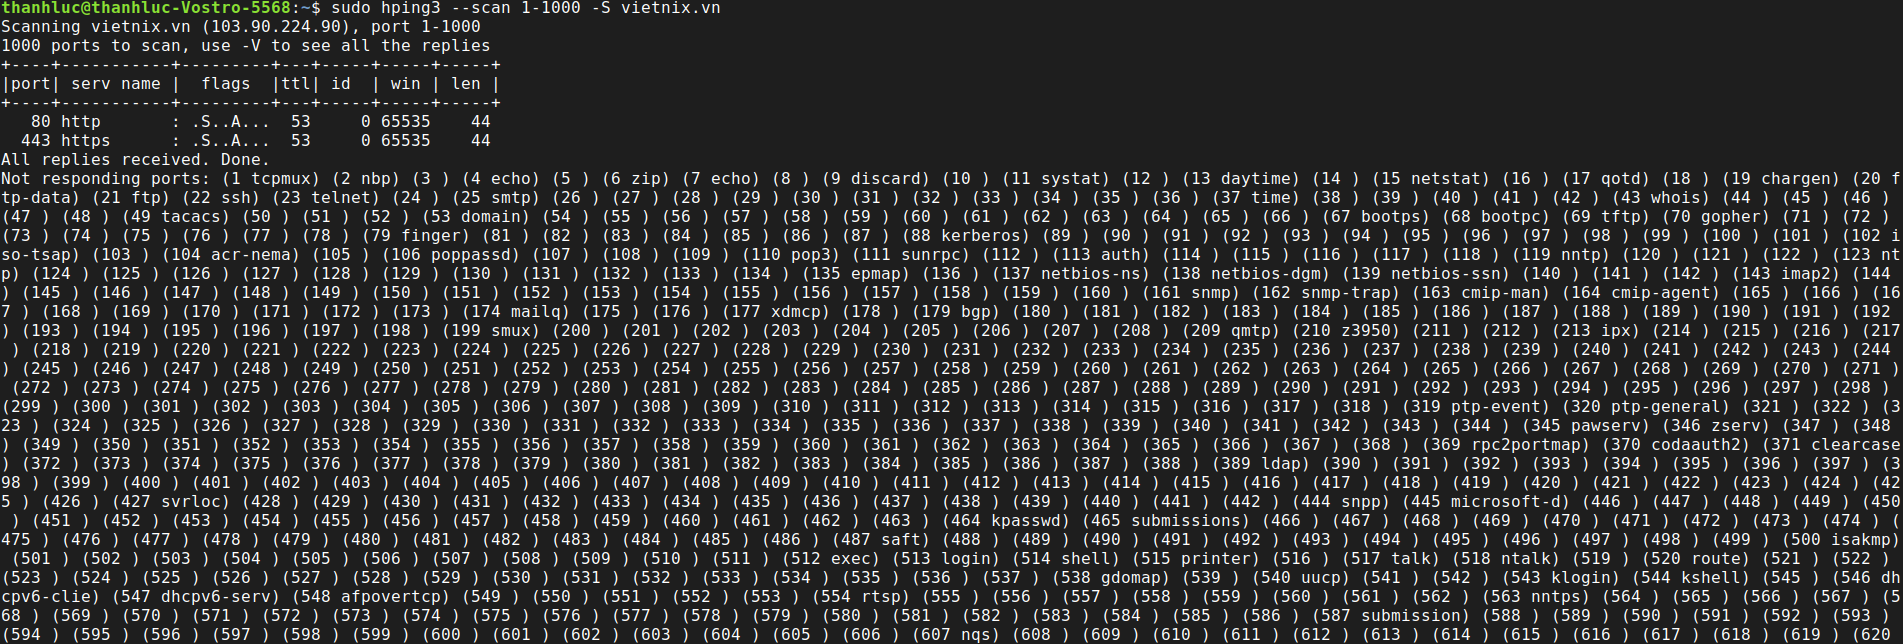 thanhluc@thanhluc-Vostro-5568:~$ sudo hping3 --scan 1-1000 -S vietnix.vn
Scanning vietnix.vn (103.90.224.90), port 1-1000
1000 ports to scan, use -V to see all the replies
+----+-----------+---------+---+-----+-----+-----+
|port| serv name |  flags  |ttl| id  | win | len |
+----+-----------+---------+---+-----+-----+-----+
   80 http       : .S..A...  53     0 65535    44
  443 https      : .S..A...  53     0 65535    44
All replies received. Done.
Not responding ports: (1 tcpmux) (2 nbp) (3 ) (4 echo) (5 ) (6 zip) (7 echo) (8 ) (9 discard) (10 ) (11 systat) (12 ) (13 daytime) (14 ) (15 netstat) (16 ) (17 qotd) (18 ) (19 chargen) (20 f
tp-data) (21 ftp) (22 ssh) (23 telnet) (24 ) (25 smtp) (26 ) (27 ) (28 ) (29 ) (30 ) (31 ) (32 ) (33 ) (34 ) (35 ) (36 ) (37 time) (38 ) (39 ) (40 ) (41 ) (42 ) (43 whois) (44 ) (45 ) (46 )
(47 ) (48 ) (49 tacacs) (50 ) (51 ) (52 ) (53 domain) (54 ) (55 ) (56 ) (57 ) (58 ) (59 ) (60 ) (61 ) (62 ) (63 ) (64 ) (65 ) (66 ) (67 bootps) (68 bootpc) (69 tftp) (70 gopher) (71 ) (72 )
(73 ) (74 ) (75 ) (76 ) (77 ) (78 ) (79 finger) (81 ) (82 ) (83 ) (84 ) (85 ) (86 ) (87 ) (88 kerberos) (89 ) (90 ) (91 ) (92 ) (93 ) (94 ) (95 ) (96 ) (97 ) (98 ) (99 ) (100 ) (101 ) (102 i
so-tsap) (103 ) (104 acr-nema) (105 ) (106 poppassd) (107 ) (108 ) (109 ) (110 pop3) (111 sunrpc) (112 ) (113 auth) (114 ) (115 ) (116 ) (117 ) (118 ) (119 nntp) (120 ) (121 ) (122 ) (123 nt
p) (124 ) (125 ) (126 ) (127 ) (128 ) (129 ) (130 ) (131 ) (132 ) (133 ) (134 ) (135 epmap) (136 ) (137 netbios-ns) (138 netbios-dgm) (139 netbios-ssn) (140 ) (141 ) (142 ) (143 imap2) (144
) (145 ) (146 ) (147 ) (148 ) (149 ) (150 ) (151 ) (152 ) (153 ) (154 ) (155 ) (156 ) (157 ) (158 ) (159 ) (160 ) (161 snmp) (162 snmp-trap) (163 cmip-man) (164 cmip-agent) (165 ) (166 ) (16
7 ) (168 ) (169 ) (170 ) (171 ) (172 ) (173 ) (174 mailq) (175 ) (176 ) (177 xdmcp) (178 ) (179 bgp) (180 ) (181 ) (182 ) (183 ) (184 ) (185 ) (186 ) (187 ) (188 ) (189 ) (190 ) (191 ) (192
) (193 ) (194 ) (195 ) (196 ) (197 ) (198 ) (199 smux) (200 ) (201 ) (202 ) (203 ) (204 ) (205 ) (206 ) (207 ) (208 ) (209 qmtp) (210 z3950) (211 ) (212 ) (213 ipx) (214 ) (215 ) (216 ) (217
 ) (218 ) (219 ) (220 ) (221 ) (222 ) (223 ) (224 ) (225 ) (226 ) (227 ) (228 ) (229 ) (230 ) (231 ) (232 ) (233 ) (234 ) (235 ) (236 ) (237 ) (238 ) (239 ) (240 ) (241 ) (242 ) (243 ) (244
) (245 ) (246 ) (247 ) (248 ) (249 ) (250 ) (251 ) (252 ) (253 ) (254 ) (255 ) (256 ) (257 ) (258 ) (259 ) (260 ) (261 ) (262 ) (263 ) (264 ) (265 ) (266 ) (267 ) (268 ) (269 ) (270 ) (271 )
 (272 ) (273 ) (274 ) (275 ) (276 ) (277 ) (278 ) (279 ) (280 ) (281 ) (282 ) (283 ) (284 ) (285 ) (286 ) (287 ) (288 ) (289 ) (290 ) (291 ) (292 ) (293 ) (294 ) (295 ) (296 ) (297 ) (298 )
(299 ) (300 ) (301 ) (302 ) (303 ) (304 ) (305 ) (306 ) (307 ) (308 ) (309 ) (310 ) (311 ) (312 ) (313 ) (314 ) (315 ) (316 ) (317 ) (318 ) (319 ptp-event) (320 ptp-general) (321 ) (322 ) (3
23 ) (324 ) (325 ) (326 ) (327 ) (328 ) (329 ) (330 ) (331 ) (332 ) (333 ) (334 ) (335 ) (336 ) (337 ) (338 ) (339 ) (340 ) (341 ) (342 ) (343 ) (344 ) (345 pawserv) (346 zserv) (347 ) (348
) (349 ) (350 ) (351 ) (352 ) (353 ) (354 ) (355 ) (356 ) (357 ) (358 ) (359 ) (360 ) (361 ) (362 ) (363 ) (364 ) (365 ) (366 ) (367 ) (368 ) (369 rpc2portmap) (370 codaauth2) (371 clearcase
) (372 ) (373 ) (374 ) (375 ) (376 ) (377 ) (378 ) (379 ) (380 ) (381 ) (382 ) (383 ) (384 ) (385 ) (386 ) (387 ) (388 ) (389 ldap) (390 ) (391 ) (392 ) (393 ) (394 ) (395 ) (396 ) (397 ) (3
98 ) (399 ) (400 ) (401 ) (402 ) (403 ) (404 ) (405 ) (406 ) (407 ) (408 ) (409 ) (410 ) (411 ) (412 ) (413 ) (414 ) (415 ) (416 ) (417 ) (418 ) (419 ) (420 ) (421 ) (422 ) (423 ) (424 ) (42
5 ) (426 ) (427 svrloc) (428 ) (429 ) (430 ) (431 ) (432 ) (433 ) (434 ) (435 ) (436 ) (437 ) (438 ) (439 ) (440 ) (441 ) (442 ) (444 snpp) (445 microsoft-d) (446 ) (447 ) (448 ) (449 ) (450
 ) (451 ) (452 ) (453 ) (454 ) (455 ) (456 ) (457 ) (458 ) (459 ) (460 ) (461 ) (462 ) (463 ) (464 kpasswd) (465 submissions) (466 ) (467 ) (468 ) (469 ) (470 ) (471 ) (472 ) (473 ) (474 ) (
475 ) (476 ) (477 ) (478 ) (479 ) (480 ) (481 ) (482 ) (483 ) (484 ) (485 ) (486 ) (487 saft) (488 ) (489 ) (490 ) (491 ) (492 ) (493 ) (494 ) (495 ) (496 ) (497 ) (498 ) (499 ) (500 isakmp)
 (501 ) (502 ) (503 ) (504 ) (505 ) (506 ) (507 ) (508 ) (509 ) (510 ) (511 ) (512 exec) (513 login) (514 shell) (515 printer) (516 ) (517 talk) (518 ntalk) (519 ) (520 route) (521 ) (522 )
(523 ) (524 ) (525 ) (526 ) (527 ) (528 ) (529 ) (530 ) (531 ) (532 ) (533 ) (534 ) (535 ) (536 ) (537 ) (538 gdomap) (539 ) (540 uucp) (541 ) (542 ) (543 klogin) (544 kshell) (545 ) (546 dh
cpv6-clie) (547 dhcpv6-serv) (548 afpovertcp) (549 ) (550 ) (551 ) (552 ) (553 ) (554 rtsp) (555 ) (556 ) (557 ) (558 ) (559 ) (560 ) (561 ) (562 ) (563 nntps) (564 ) (565 ) (566 ) (567 ) (5
68 ) (569 ) (570 ) (571 ) (572 ) (573 ) (574 ) (575 ) (576 ) (577 ) (578 ) (579 ) (580 ) (581 ) (582 ) (583 ) (584 ) (585 ) (586 ) (587 submission) (588 ) (589 ) (590 ) (591 ) (592 ) (593 )
(594 ) (595 ) (596 ) (597 ) (598 ) (599 ) (600 ) (601 ) (602 ) (603 ) (604 ) (605 ) (606 ) (607 nqs) (608 ) (609 ) (610 ) (611 ) (612 ) (613 ) (614 ) (615 ) (616 ) (617 ) (618 ) (619 ) (620